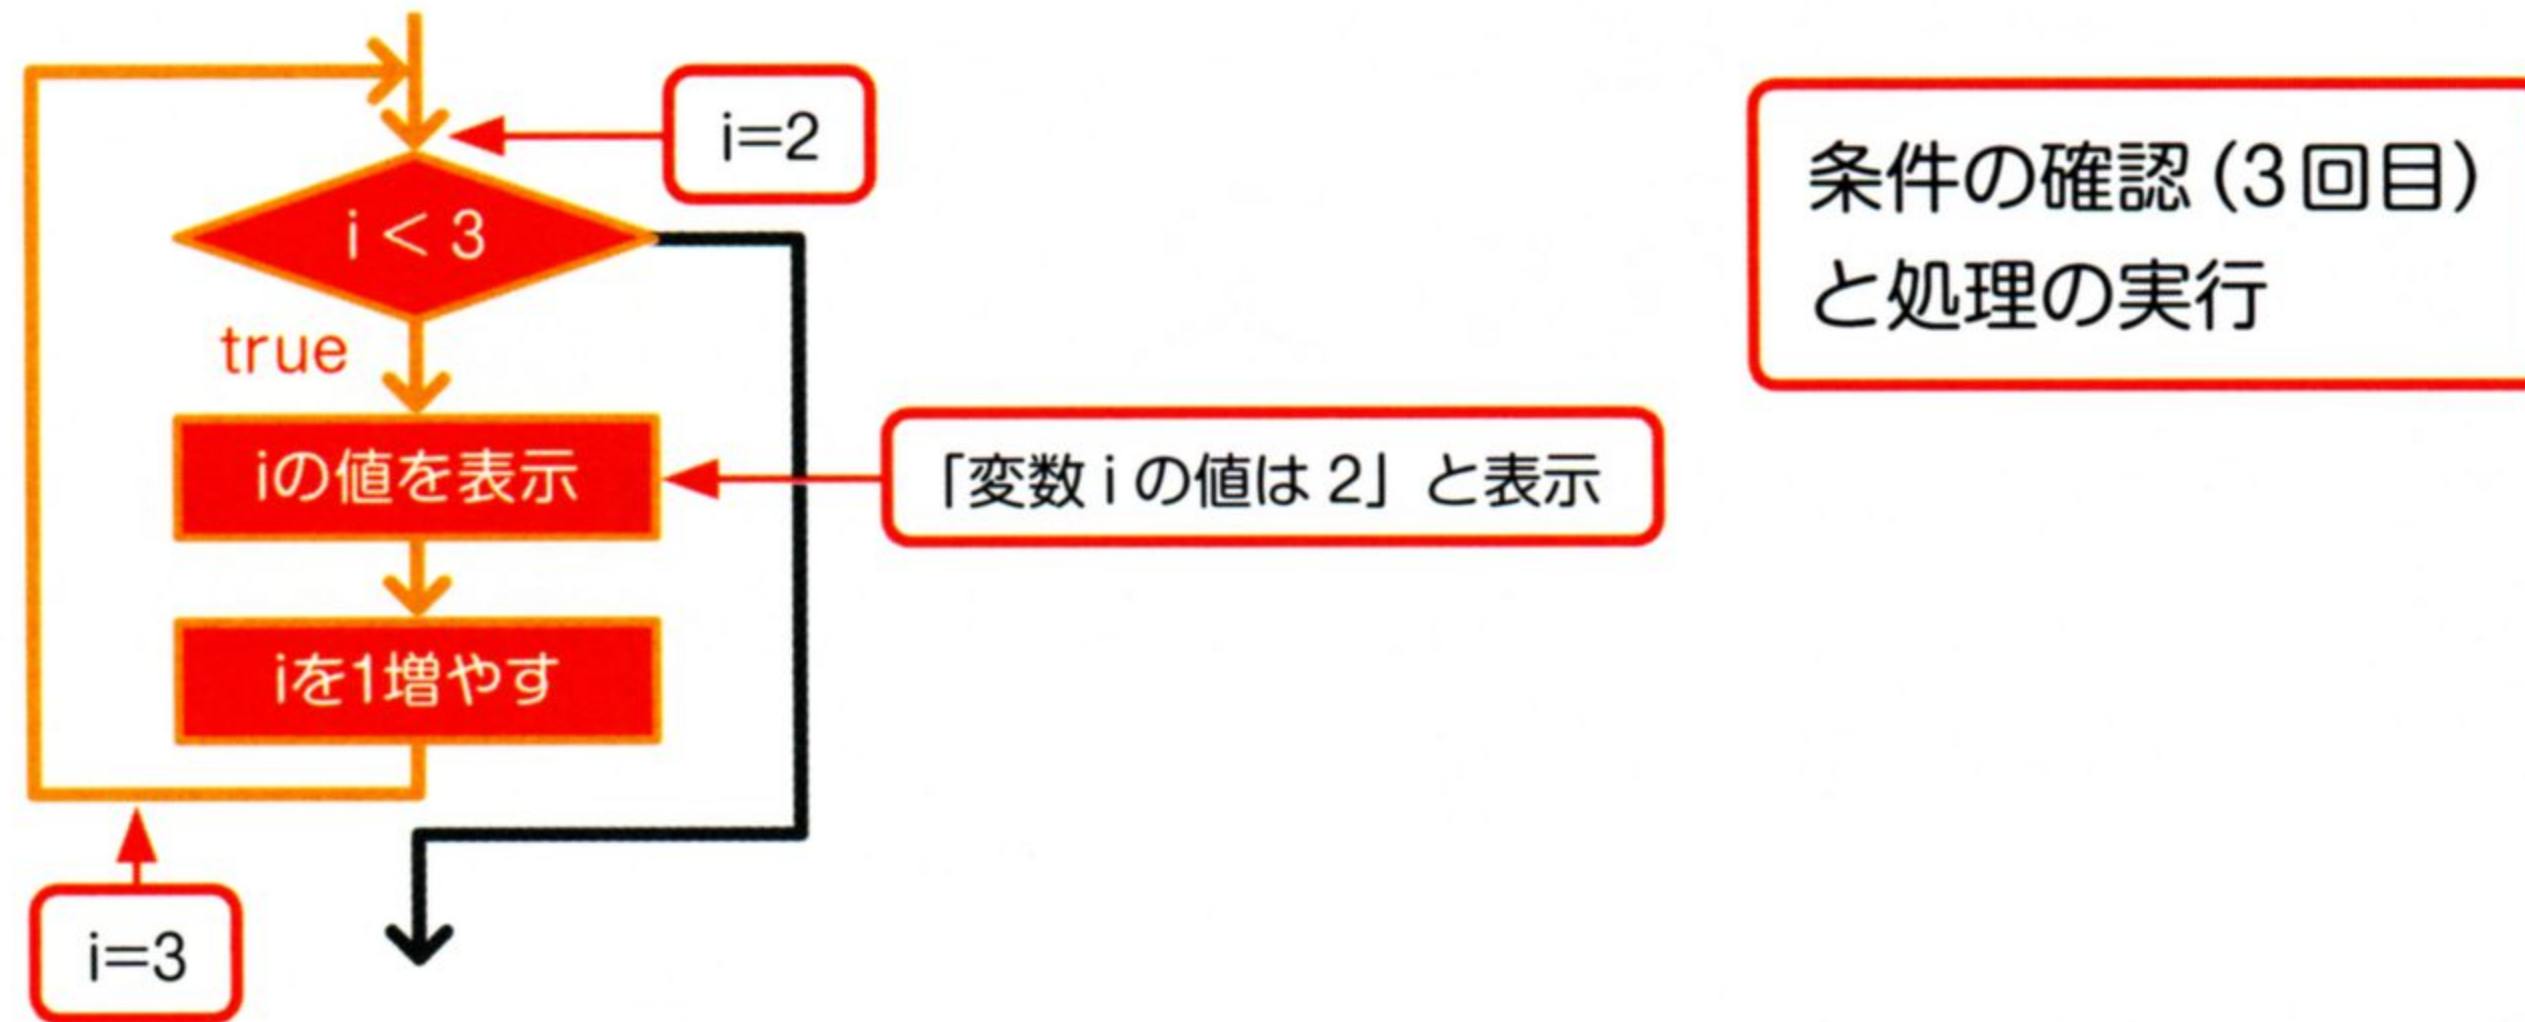 i=2
条件の確認(3回目)
と処理の実行
i < 3
true
iの値を表示
「変数 i の値は 2」と表示
iを1増やす
i=3